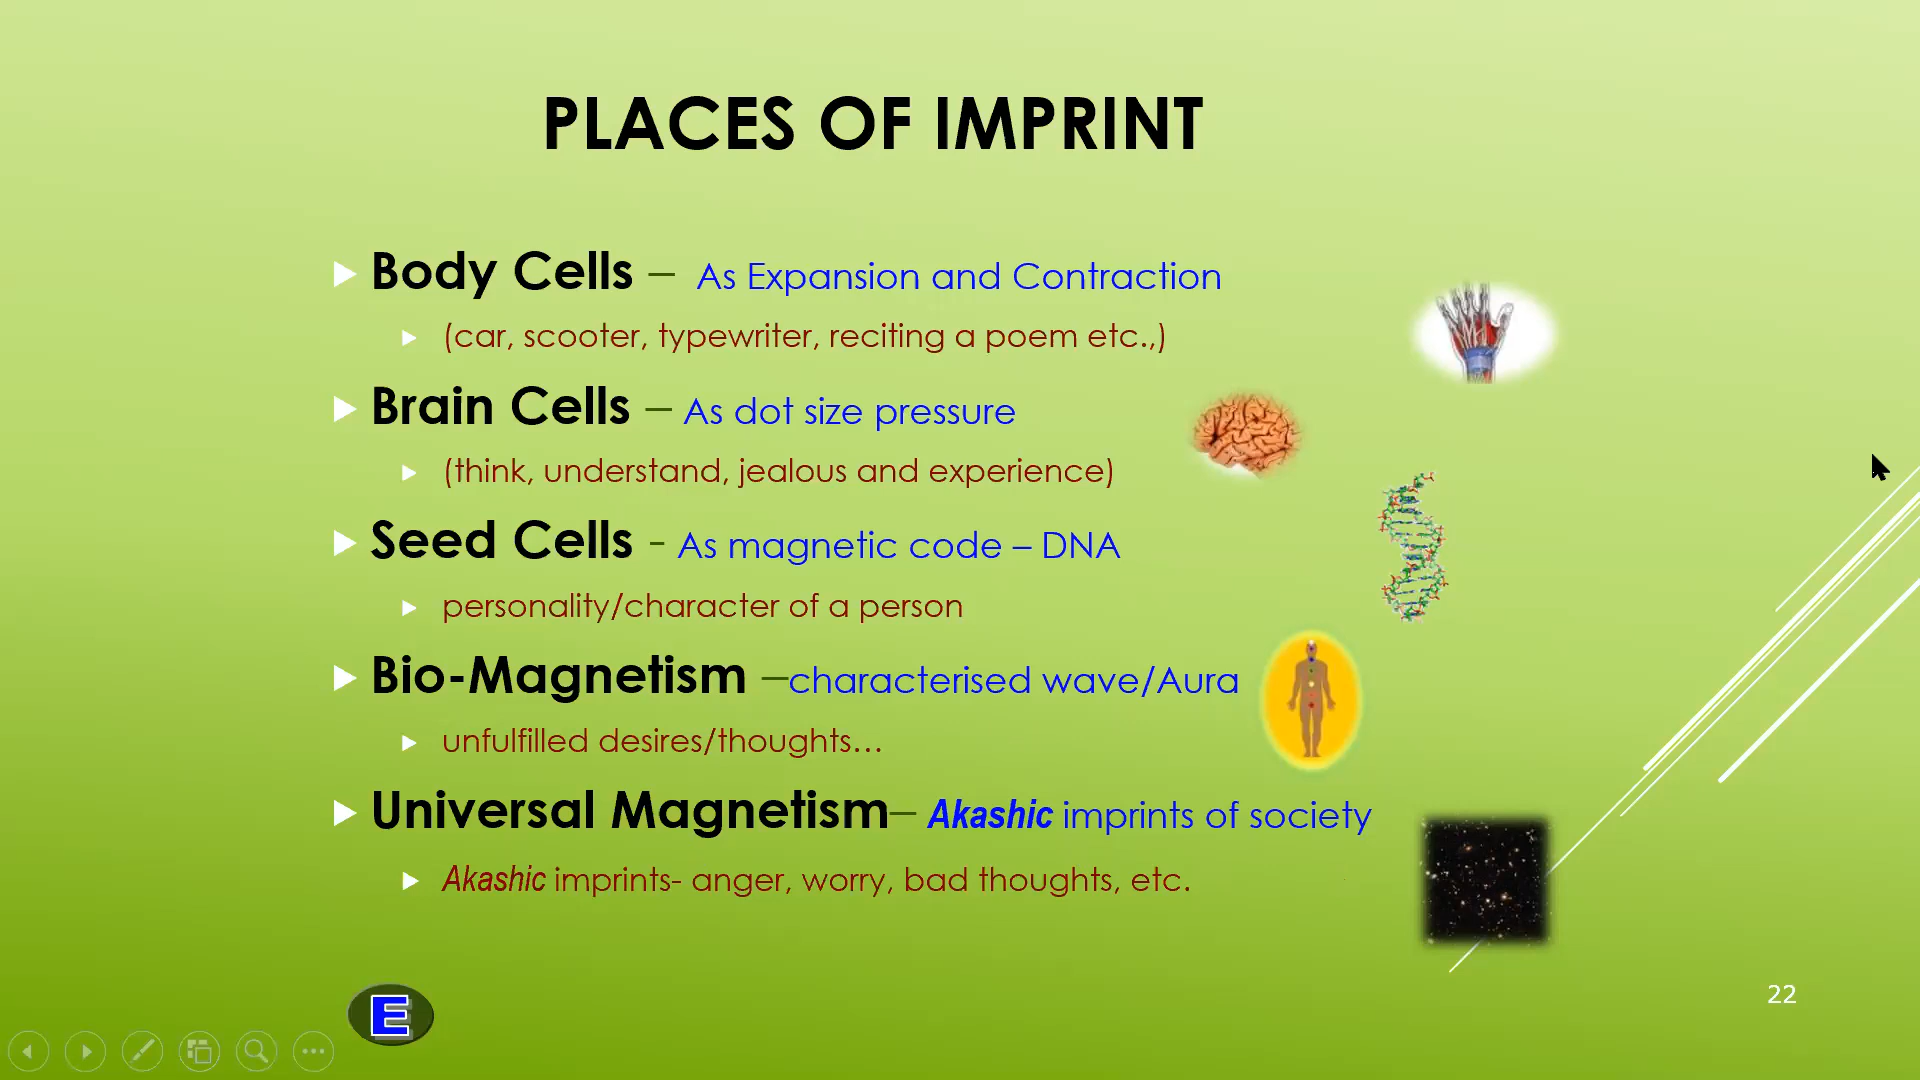 PLACES OF IMPRINT
Body Cells – As Expansion and Contraction
(car, scooter, typewriter, reciting a poem etc.,)
Brain Cells – As dot size pressure
(think, understand, jealous and experience)
Seed Cells - As magnetic code – DNA
personality/character of a person
Bio-Magnetism –characterised wave/Aura
unfulfilled desires/thoughts…
Universal Magnetism– Akashic imprints of society
Akashic imprints- anger, worry, bad thoughts, etc.
E
22